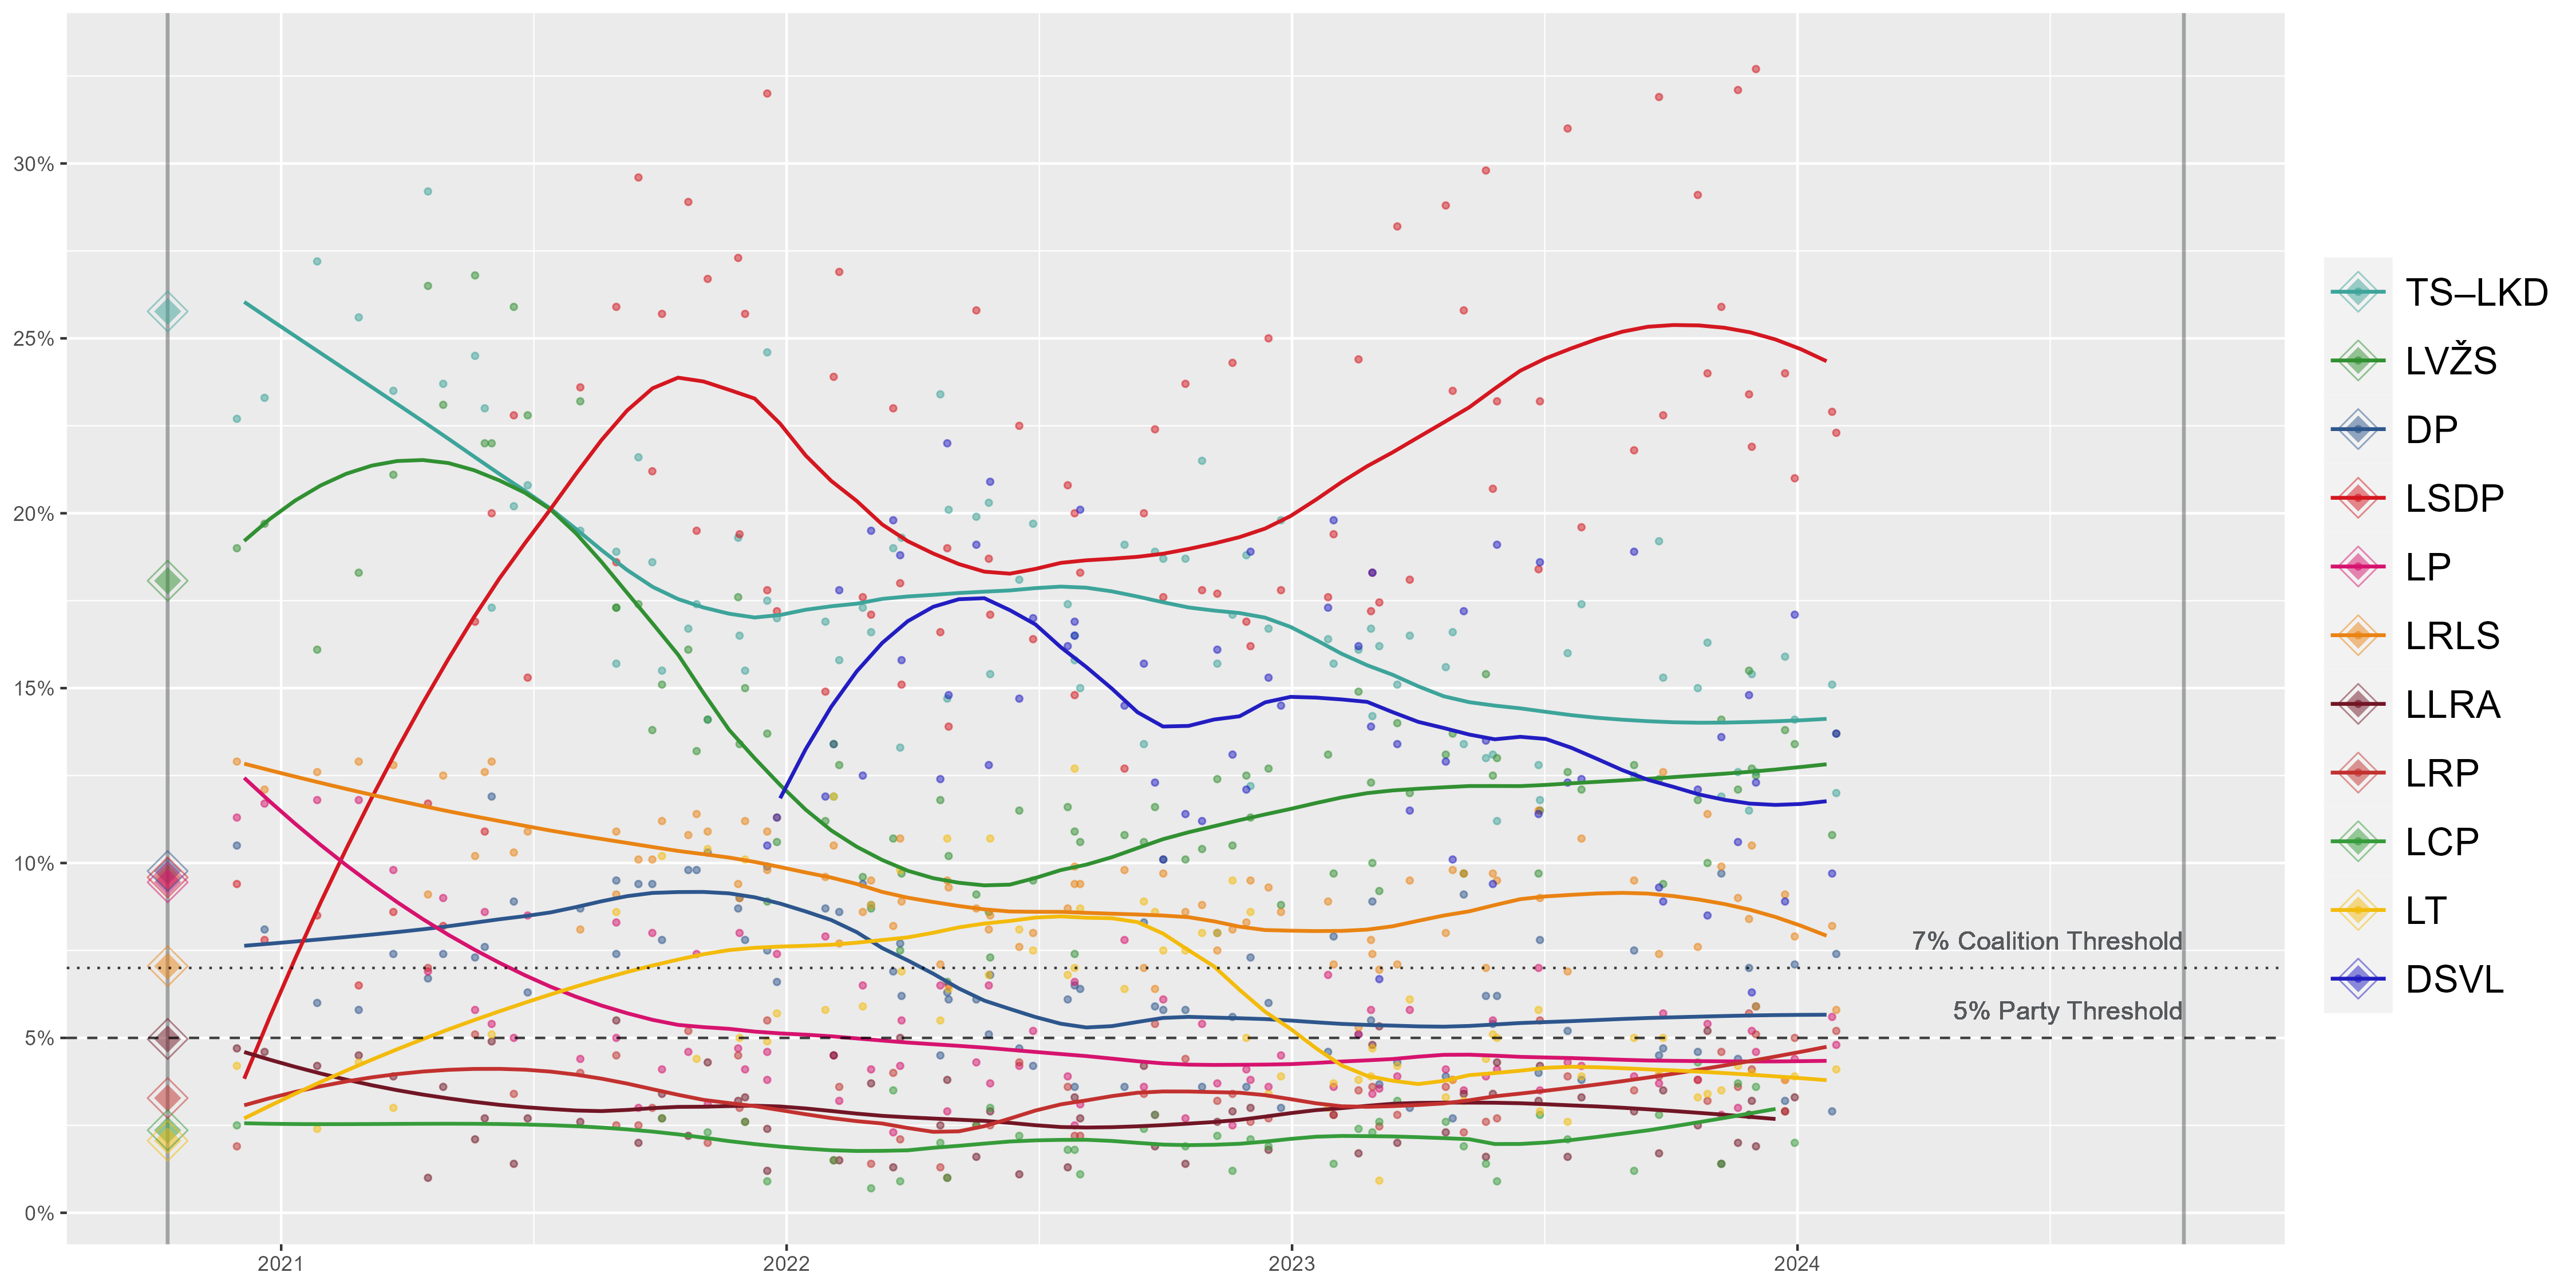 30%
25%
20%
15%
10%
5%
0%
7% Coalition Threshold
5% Party Threshold
2021
2022
2023
2024
TS–LKD
LVŽS
DP
LSDP
LP
LRLS
LLRA
LRP
LCP
LT
DSVL